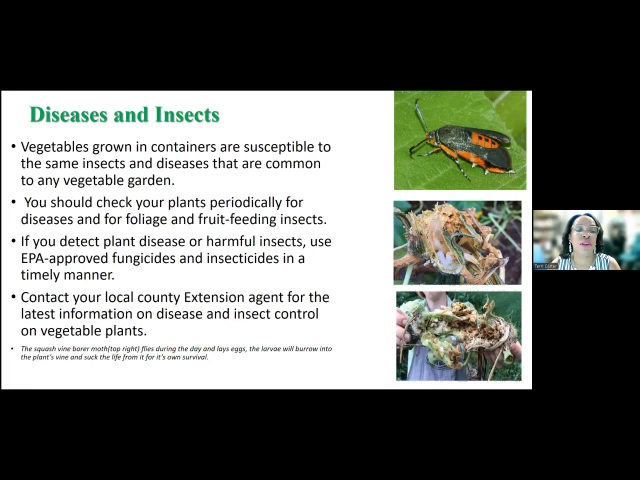 Diseases and Insects
• Vegetables grown in containers are susceptible to
the same insects and diseases that are common
to any vegetable garden.
• You should check your plants periodically for
diseases and for foliage and fruit-feeding insects.
• If you detect plant disease or harmful insects, use
EPA-approved fungicides and insecticides in a
timely manner.
• Contact your local county Extension agent for the
latest information on disease and insect control
on vegetable plants.
• The squash vine borer moth(top right) flies during the day and lays eggs, the larvae will burrow into
the plant's vine and suck the life from it for it's own survival.